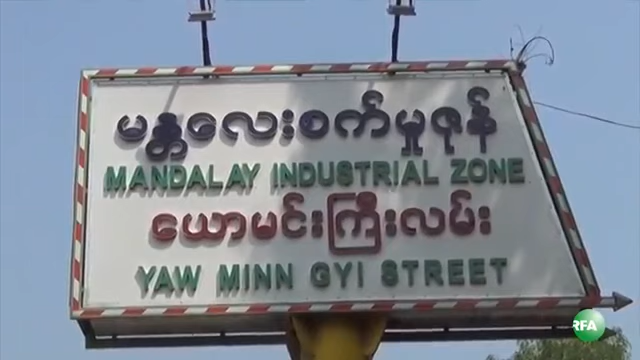 မန္တလေးစက်မှုဇုန်
MANDALAY INDUSTRIAL ZONE
ယောမင်းကြီးလမ်း
YAW MINN GYI STREET
RFA